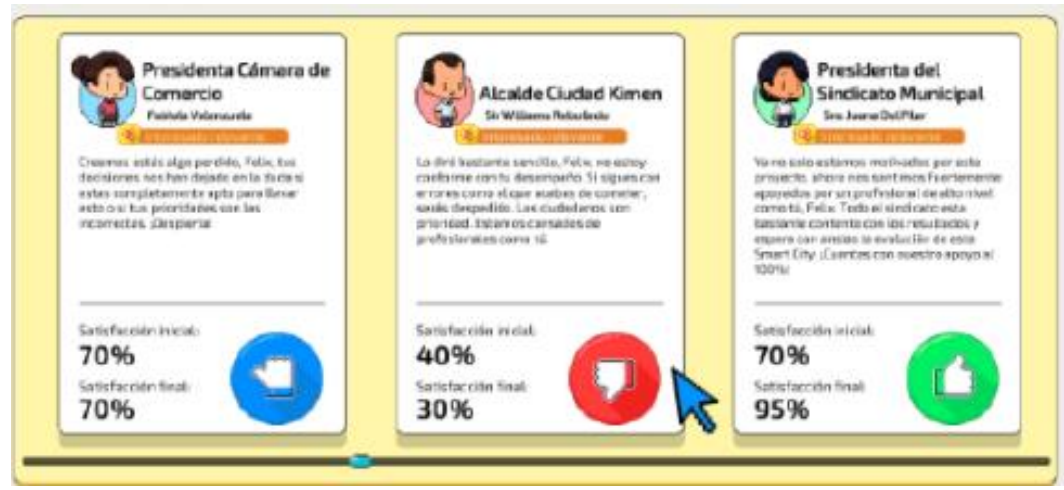 Presidenta Cámara de
Comercio
Valenzuela
Interesado relevante
Creemos estás algo perdido, Felix, tus
decisiones nos han dejado en la duda si
estas completamente apto para llevar
esto o si tus prioridades son las
incorrectas. ¡Despierta!
Satisfacción inicial:
70%
Satisfacción final:
70%
Alcalde Ciudad Kimen
Sir Williams Rebolledo
Interesado relevante
Lo diré bastante sencillo, Felix, no estoy
conforme con tu desempeño. Si sigues con
errores como el que acabas de cometer,
serás despedido. Los ciudadanos son
prioridad. Estamos cansados de
profesionales como tú.
Satisfacción inicial:
40%
Satisfacción final:
30%
Presidenta del
Sindicato Municipal
Sra. Juana Del Pilar
Interesado relevante
Ya no solo estamos motivados por este
proyecto, ahora nos sentimos fuertemente
apoyados por un profesional de alto nivel
como tú, Felix. Todo el sindicato esta
bastante contento con los resultados y
espera con ansias la evolución de esta
Smart City. ¡Cuentas con nuestro apoyo al
100%!
Satisfacción inicial:
70%
Satisfacción final:
95%